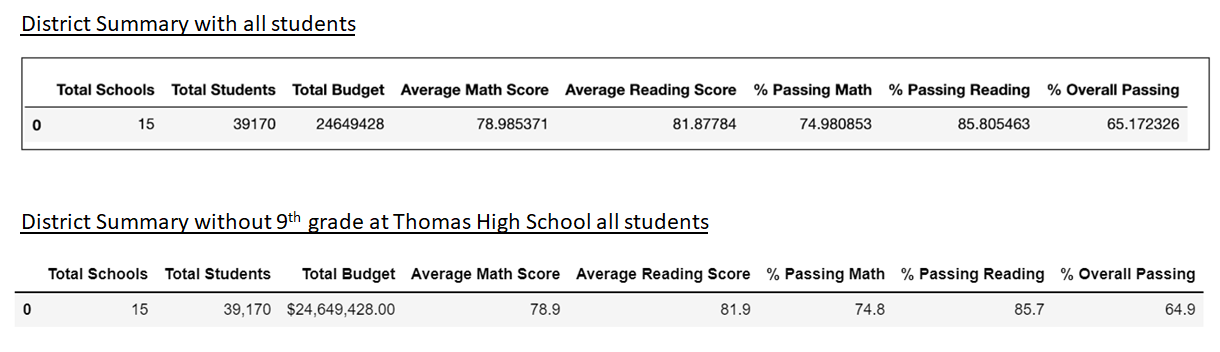 District Summary with all students
Total Schools Total Students Total Budget Average Math Score Average Reading Score % Passing Math % Passing Reading % Overall Passing
0 15 39170 24649428 78.985371 81.87784 74.980853 85.805463 65.172326
District Summary without 9th grade at Thomas High School all students
Total Schools Total Students Total Budget Average Math Score Average Reading Score % Passing Math % Passing Reading % Overall Passing
0 15 39,170 $24,649,428.00 78.9 81.9 74.8 85.7 64.9